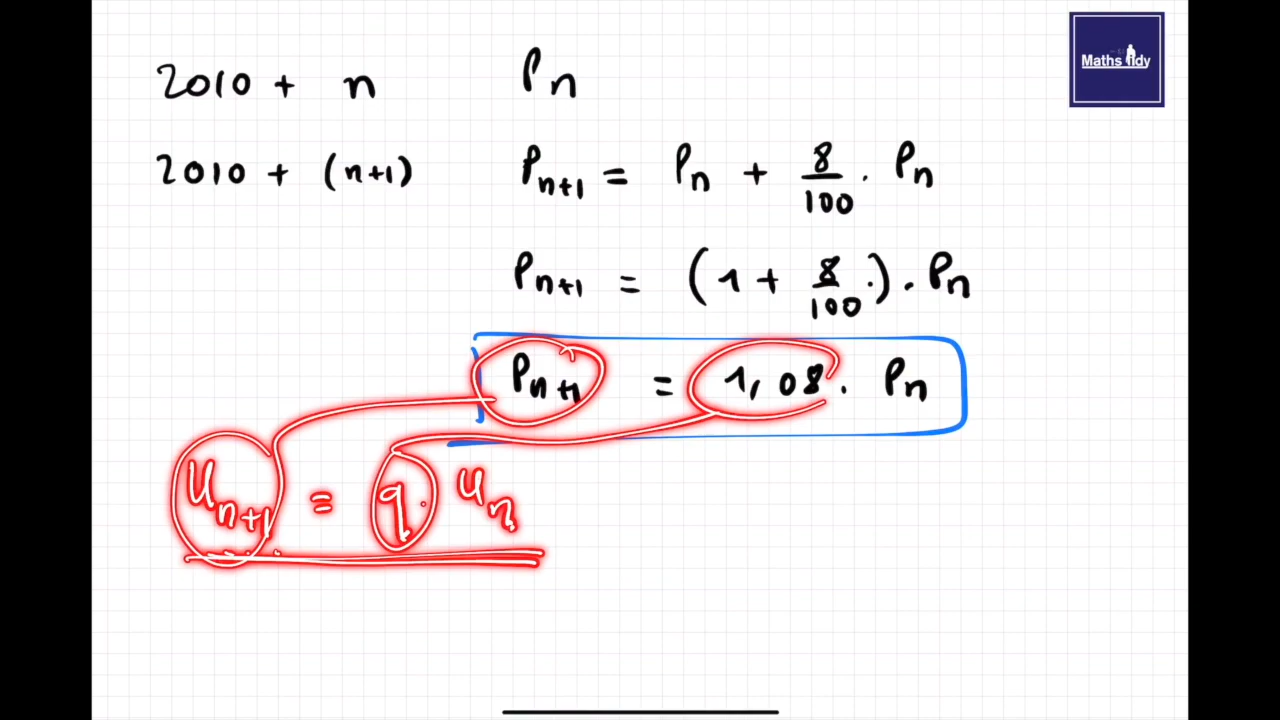 2010 + n Pn
2010 + (n+1) Pn+1 = Pn + 8/100 . Pn
Pn+1 = (1 + 8/100 .) . Pn
Pn+1 = 1,08 . Pn
Un+1 = q . Un